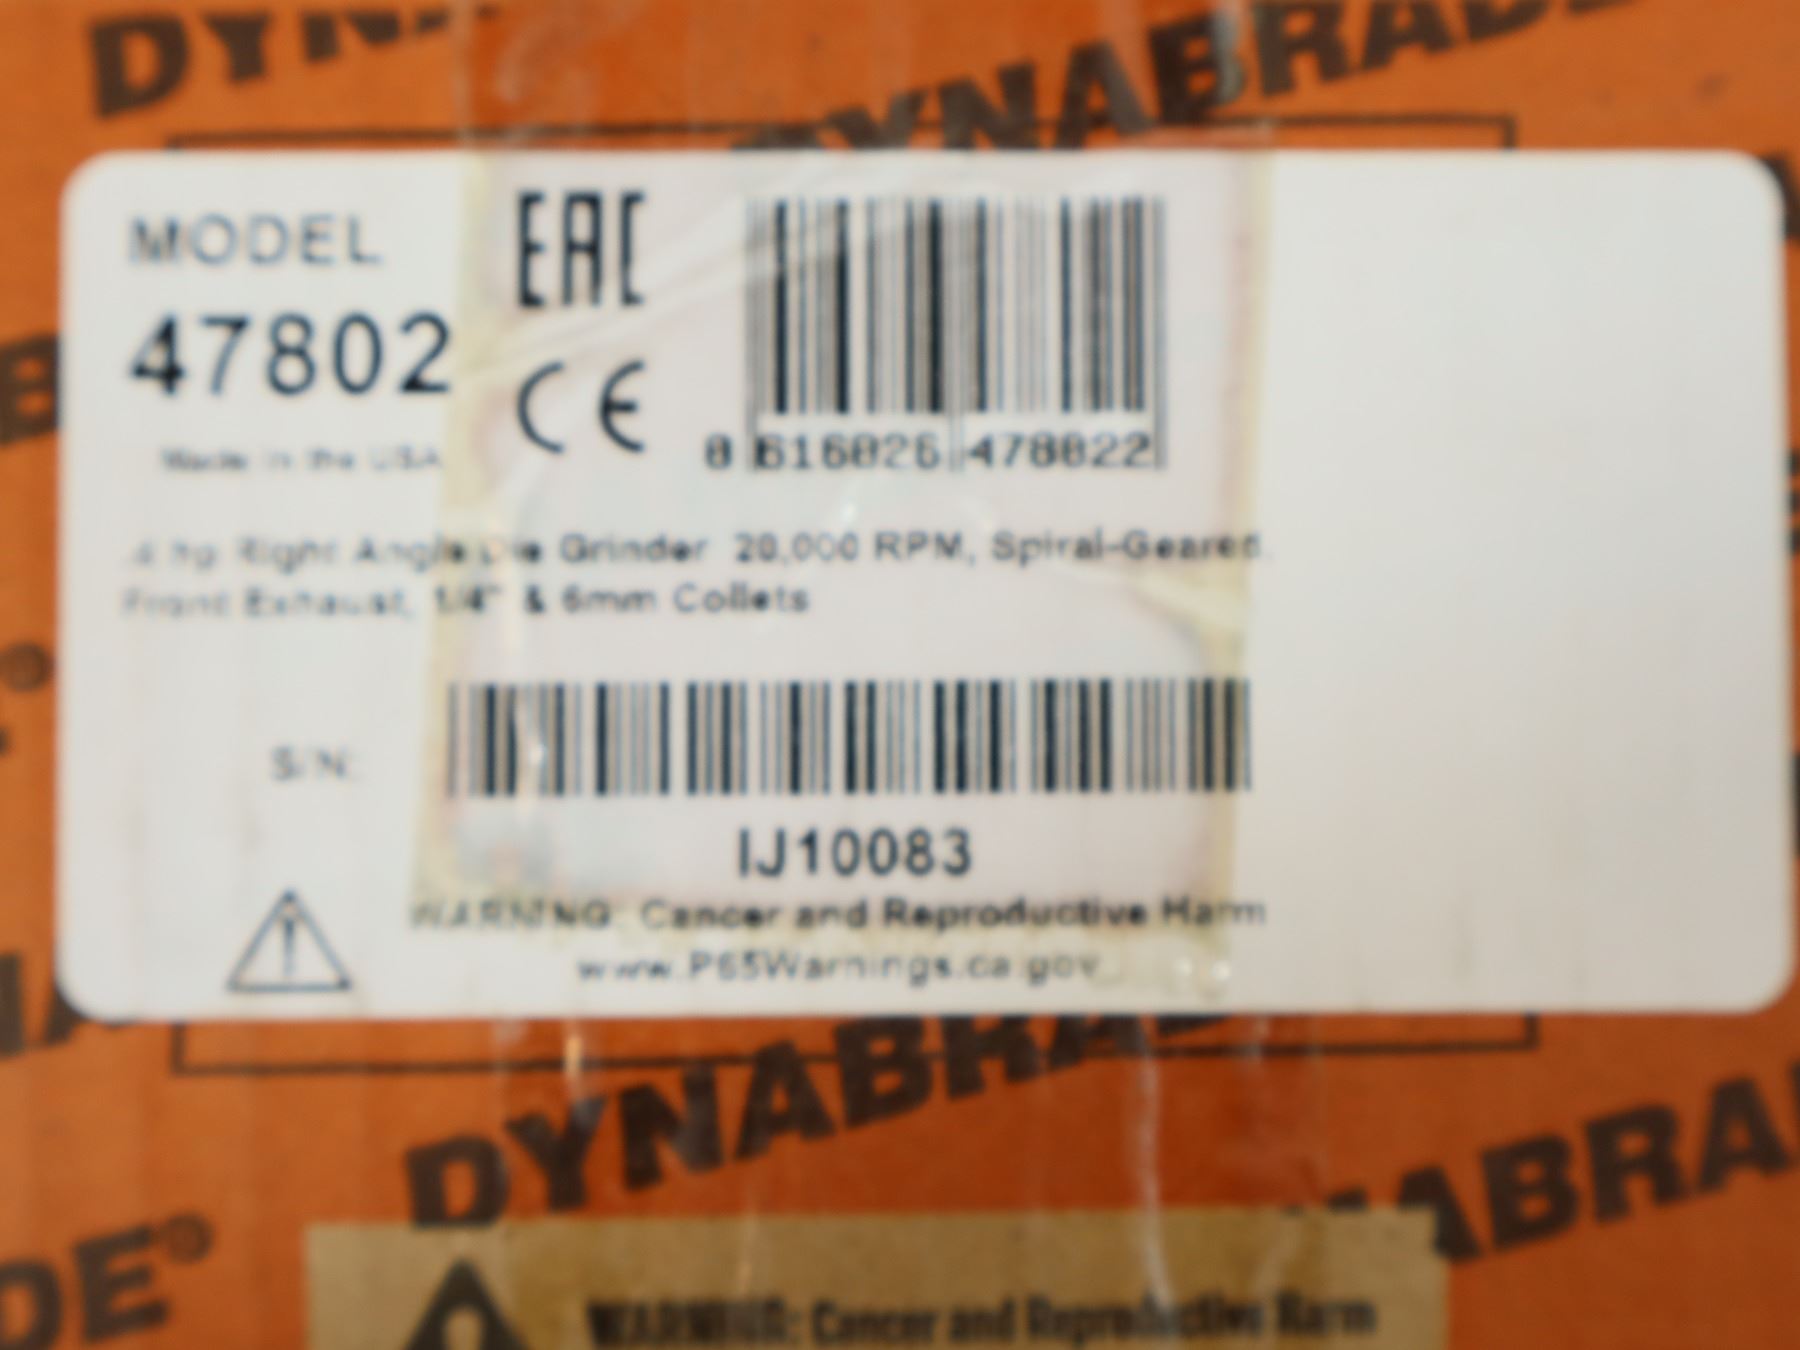 DYNABRADE
MODEL
47802
EAC
CE
Made in the USA
0 616026 478022
.4 hp Right Angle Die Grinder 20,000 RPM, Spiral-Geared,
Front Exhaust, 1/4" & 6mm Collets
S/N:
IJ10083
WARNING: Cancer and Reproductive Harm
www.P65Warnings.ca.gov
DYNABRADE
DE®
WARNING: Cancer and Reproductive Harm